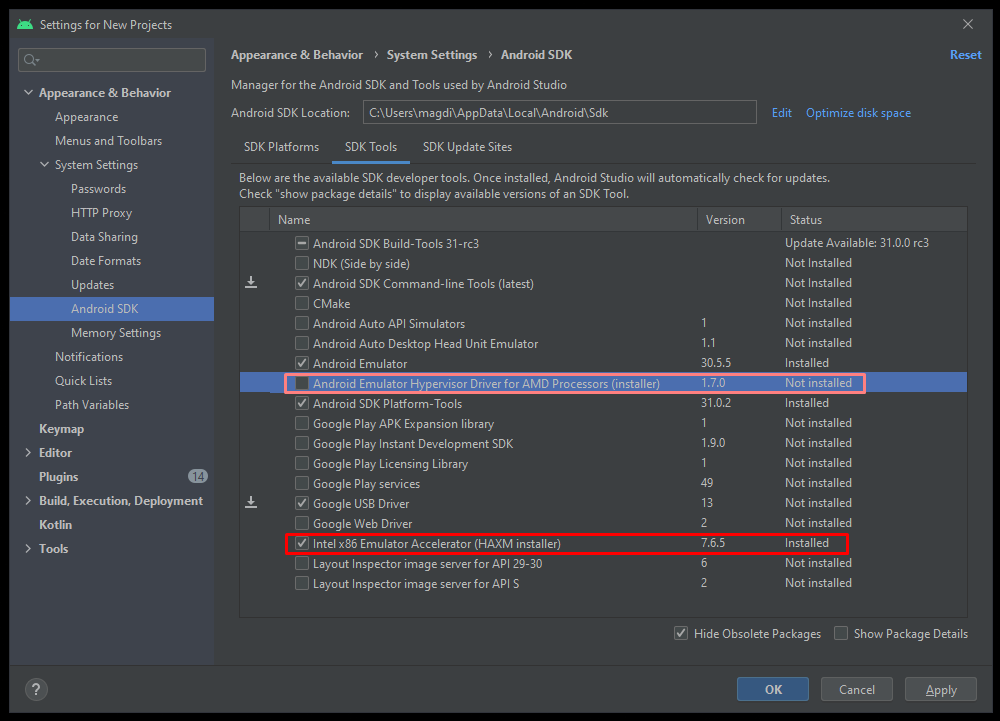 Settings for New Projects
Appearance & Behavior
Appearance
Menus and Toolbars
System Settings
Passwords
HTTP Proxy
Data Sharing
Date Formats
Updates
Android SDK
Memory Settings
Notifications
Quick Lists
Path Variables
Keymap
Editor
Plugins 14
Build, Execution, Deployment
Kotlin
Tools
Appearance & Behavior › System Settings › Android SDK Reset
Manager for the Android SDK and Tools used by Android Studio
Android SDK Location: C:\Users\magdi\AppData\Local\Android\Sdk Edit Optimize disk space
SDK Platforms SDK Tools SDK Update Sites
Below are the available SDK developer tools. Once installed, Android Studio will automatically check for updates.
Check "show package details" to display available versions of an SDK Tool.
Name Version Status
Android SDK Build-Tools 31-rc3 Update Available: 31.0.0 rc3
NDK (Side by side) Not Installed
Android SDK Command-line Tools (latest) Not Installed
CMake Not Installed
Android Auto API Simulators 1 Not installed
Android Auto Desktop Head Unit Emulator 1.1 Not installed
Android Emulator 30.5.5 Installed
Android Emulator Hypervisor Driver for AMD Processors (installer) 1.7.0 Not installed
Android SDK Platform-Tools 31.0.2 Installed
Google Play APK Expansion library 1 Not installed
Google Play Instant Development SDK 1.9.0 Not installed
Google Play Licensing Library 1 Not installed
Google Play services 49 Not installed
Google USB Driver 13 Not installed
Google Web Driver 2 Not installed
Intel x86 Emulator Accelerator (HAXM installer) 7.6.5 Installed
Layout Inspector image server for API 29-30 6 Not installed
Layout Inspector image server for API S 2 Not installed
Hide Obsolete Packages Show Package Details
? OK Cancel Apply